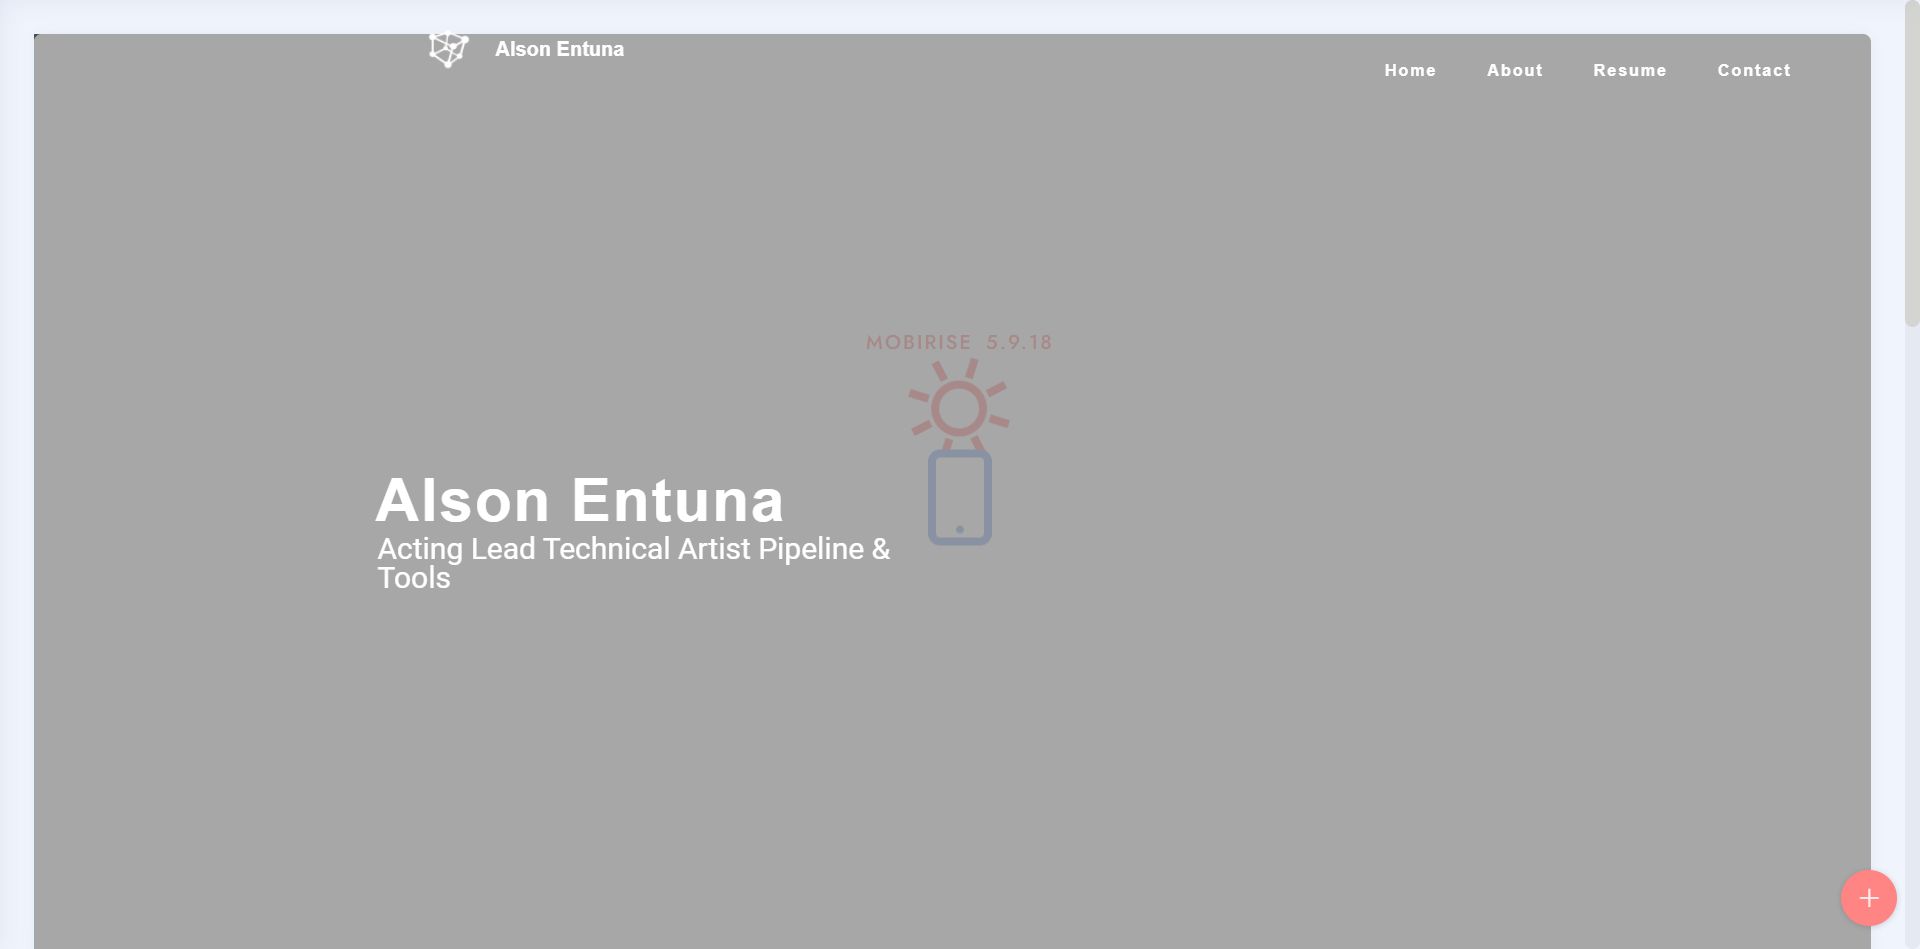 Alson Entuna
Home About Resume Contact
MOBIRISE 5.9.18
Alson Entuna
Acting Lead Technical Artist Pipeline &
Tools